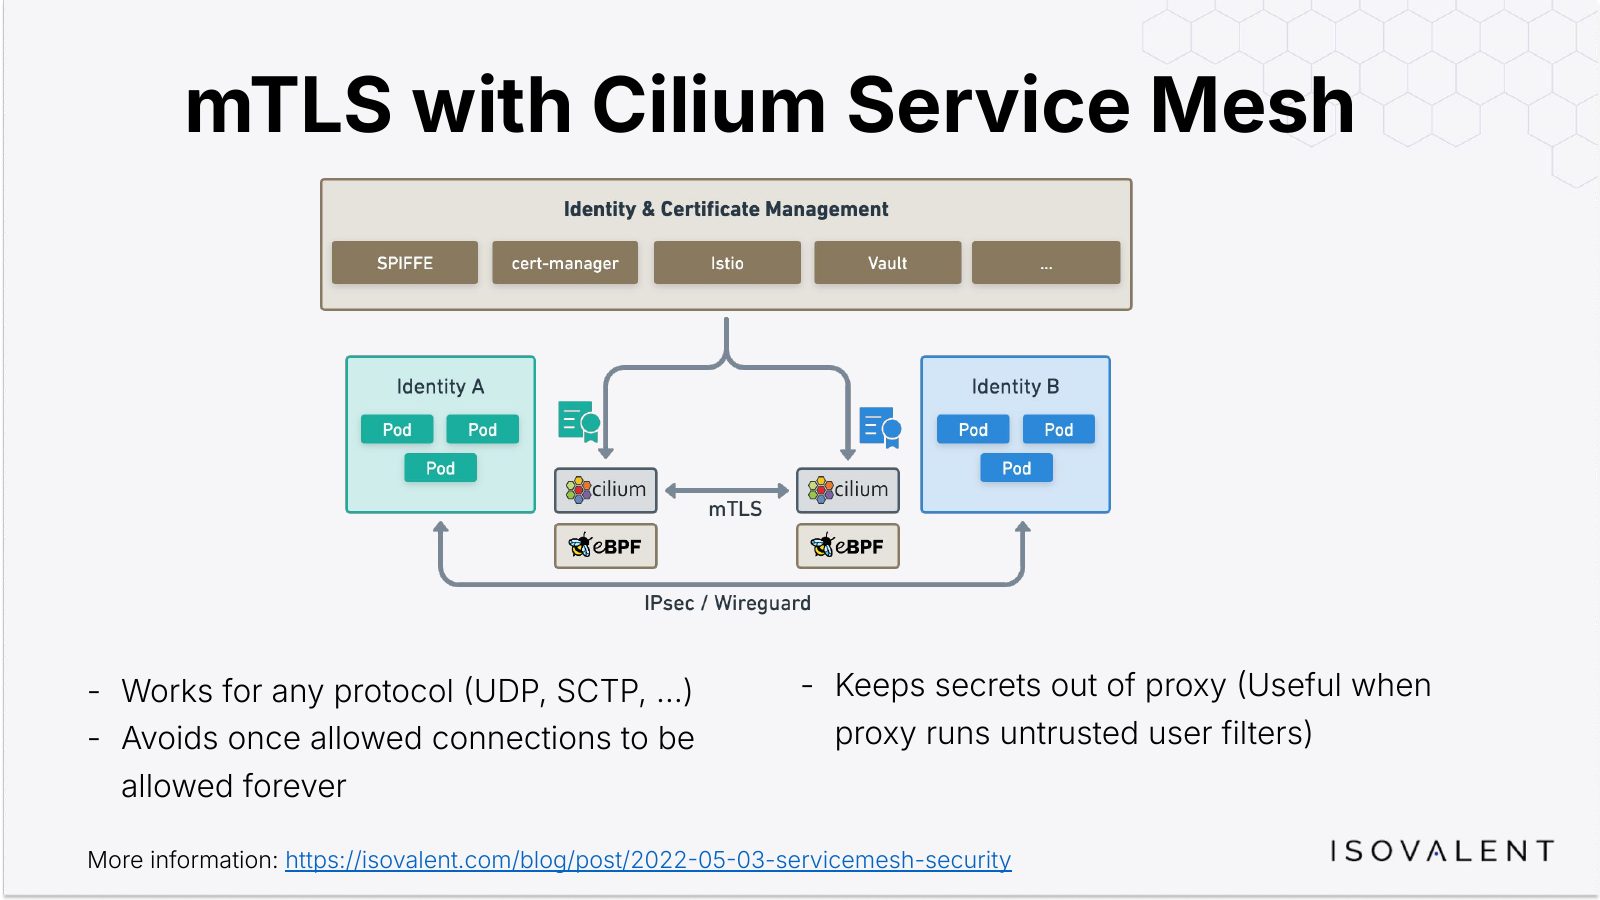 mTLS with Cilium Service Mesh
Identity & Certificate Management
SPIFFE
cert-manager
Istio
Vault
...
Identity A
Pod
Pod
Pod
Identity B
Pod
Pod
Pod
cilium
cilium
mTLS
eBPF
eBPF
IPsec / Wireguard
- Works for any protocol (UDP, SCTP, ...)
- Avoids once allowed connections to be
allowed forever
- Keeps secrets out of proxy (Useful when
proxy runs untrusted user filters)
More information: https://isovalent.com/blog/post/2022-05-03-servicemesh-security
ISOVALENT